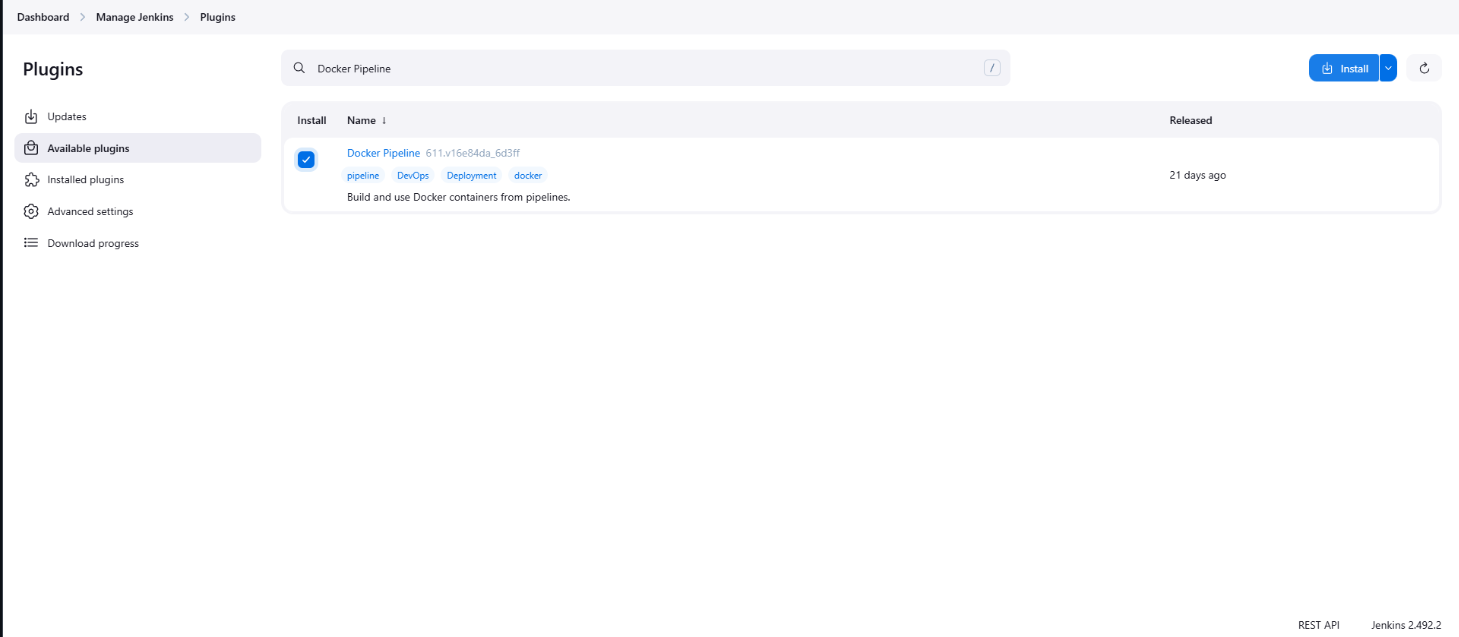 Dashboard > Manage Jenkins > Plugins
Plugins
Updates
Available plugins
Installed plugins
Advanced settings
Download progress
Docker Pipeline /
Install
Install Name ↓ Released
Docker Pipeline 611.v16e84da_6d3ff
pipeline DevOps Deployment docker
Build and use Docker containers from pipelines.
21 days ago
REST API Jenkins 2.492.2